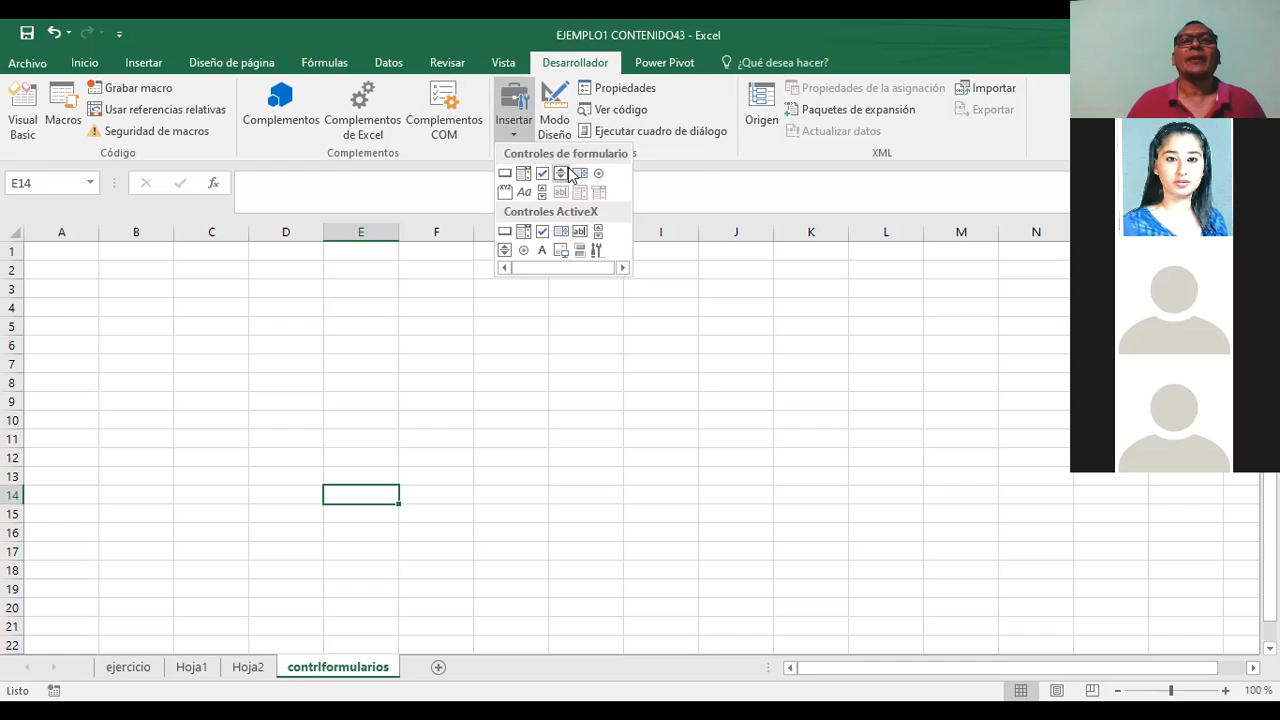 EJEMPLO1 CONTENIDO43 - Excel
Archivo Inicio Insertar Diseño de página Fórmulas Datos Revisar Vista Desarrollador Power Pivot ¿Qué desea hacer?
Visual Basic
Macros
Grabar macro
Usar referencias relativas
Seguridad de macros
Código
Complementos
Complementos de Excel
Complementos COM
Complementos
Insertar
Modo Diseño
Propiedades
Ver código
Ejecutar cuadro de diálogo
Origen
Propiedades de la asignación
Paquetes de expansión
Actualizar datos
Importar
Exportar
XML
Controles de formulario
XYZ
Aa
ab|
Controles ActiveX
ab|
A
E14
fx
A B C D E F I J K L M N
1
2
3
4
5
6
7
8
9
10
11
12
13
14
15
16
17
18
19
20
21
22
ejercicio Hoja1 Hoja2 contrlformularios
Listo
100 %